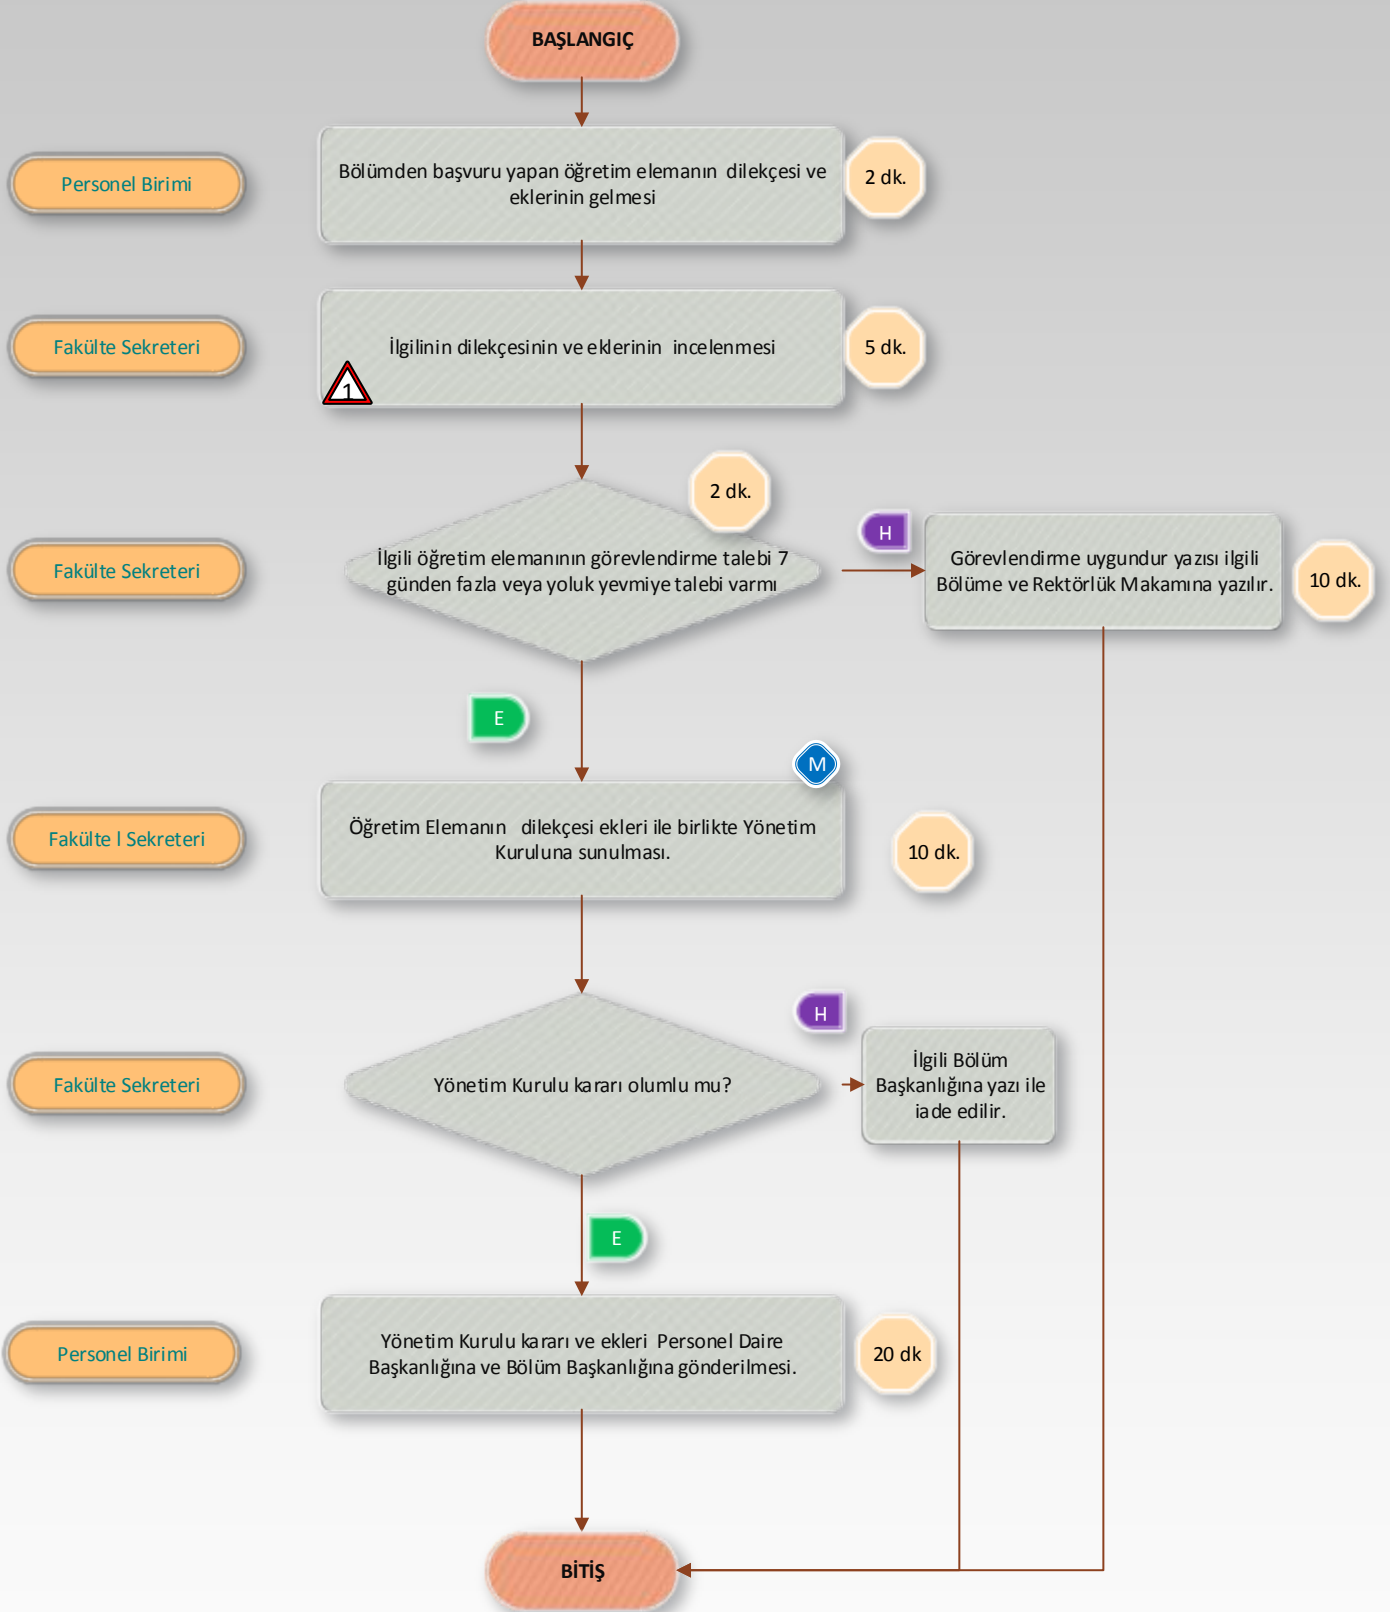 BAŞLANGIÇ
Personel Birimi
Bölümden başvuru yapan öğretim elemanın dilekçesi ve
eklerinin gelmesi
2 dk.
Fakülte Sekreteri
İlgilinin dilekçesinin ve eklerinin incelenmesi
1
5 dk.
2 dk.
Fakülte Sekreteri
İlgili öğretim elemanının görevlendirme talebi 7
günden fazla veya yoluk yevmiye talebi varmı
H
Görevlendirme uygundur yazısı ilgili
Bölüme ve Rektörlük Makamına yazılır.
10 dk.
E
M
Fakülte l Sekreteri
Öğretim Elemanın dilekçesi ekleri ile birlikte Yönetim
Kuruluna sunulması.
10 dk.
H
Fakülte Sekreteri
Yönetim Kurulu kararı olumlu mu?
İlgili Bölüm
Başkanlığına yazı ile
iade edilir.
E
Personel Birimi
Yönetim Kurulu kararı ve ekleri Personel Daire
Başkanlığına ve Bölüm Başkanlığına gönderilmesi.
20 dk
BİTİŞ